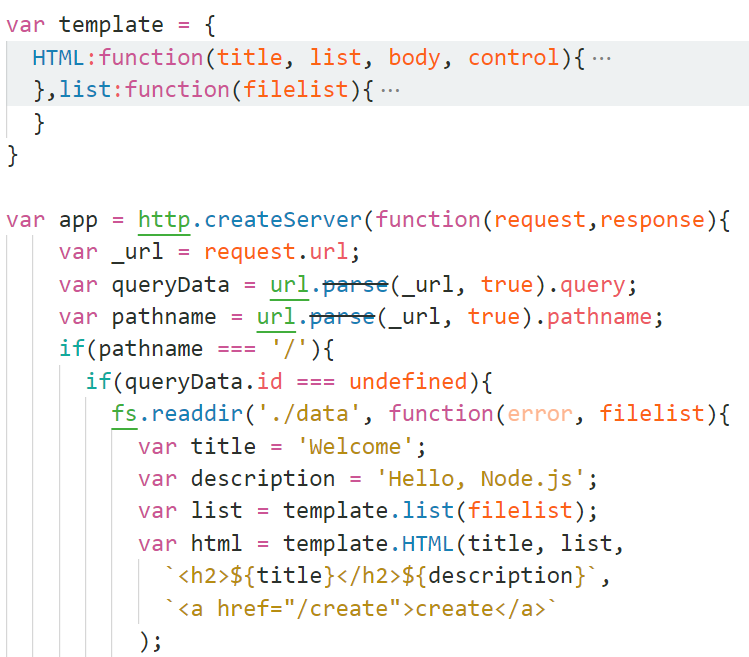 var template = {
  HTML:function(title, list, body, control){ ···
  },list:function(filelist){ ···
  }
}

var app = http.createServer(function(request,response){
    var _url = request.url;
    var queryData = url.parse(_url, true).query;
    var pathname = url.parse(_url, true).pathname;
    if(pathname === '/'){
      if(queryData.id === undefined){
        fs.readdir('./data', function(error, filelist){
          var title = 'Welcome';
          var description = 'Hello, Node.js';
          var list = template.list(filelist);
          var html = template.HTML(title, list,
            `<h2>${title}</h2>${description}`,
            `<a href="/create">create</a>`
          );